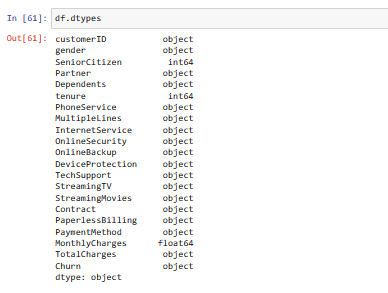 In [61]: df.dtypes
Out[61]: customerID object
gender object
SeniorCitizen int64
Partner object
Dependents object
tenure int64
PhoneService object
MultipleLines object
InternetService object
OnlineSecurity object
OnlineBackup object
DeviceProtection object
TechSupport object
StreamingTV object
StreamingMovies object
Contract object
PaperlessBilling object
PaymentMethod object
MonthlyCharges float64
TotalCharges object
Churn object
dtype: object